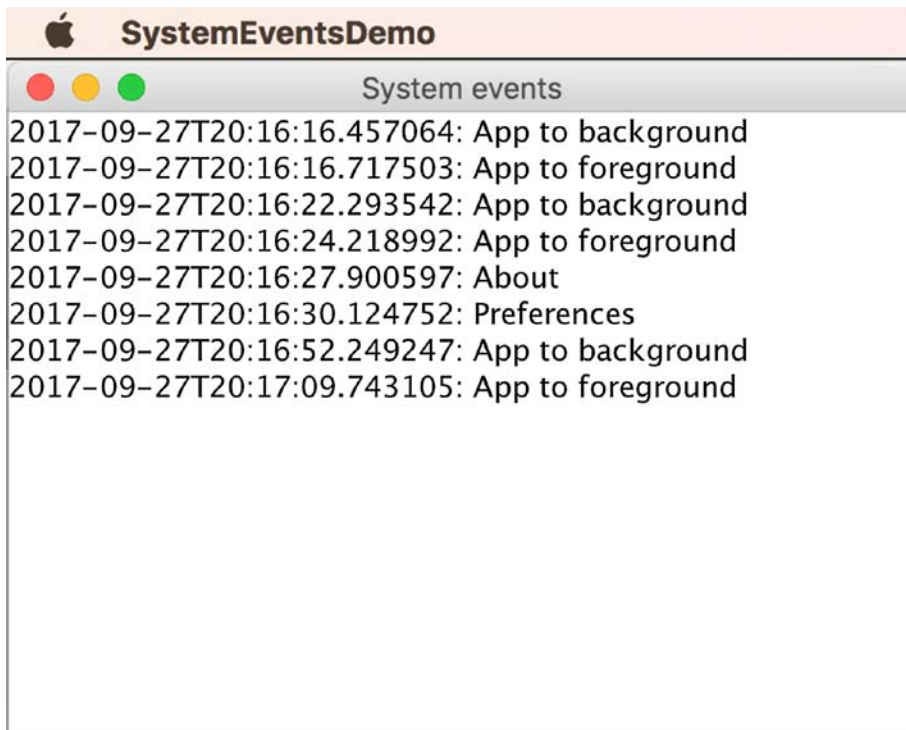 SystemEventsDemo
System events
2017-09-27T20:16:16.457064: App to background
2017-09-27T20:16:16.717503: App to foreground
2017-09-27T20:16:22.293542: App to background
2017-09-27T20:16:24.218992: App to foreground
2017-09-27T20:16:27.900597: About
2017-09-27T20:16:30.124752: Preferences
2017-09-27T20:16:52.249247: App to background
2017-09-27T20:17:09.743105: App to foreground